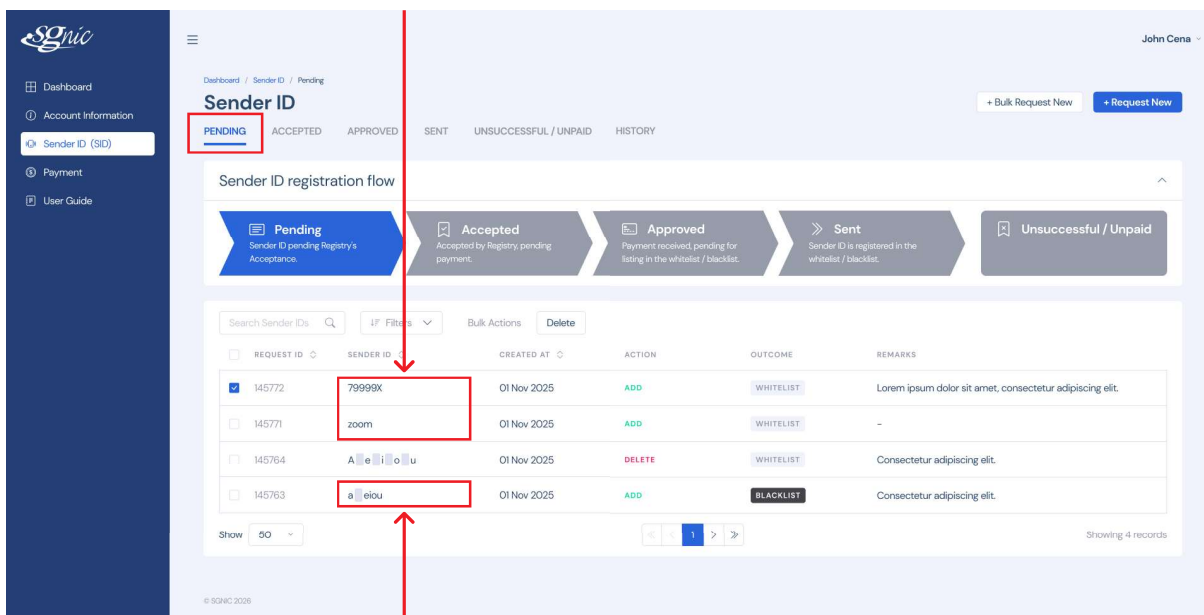 sgnic
John Cena
Dashboard
Account Information
Sender ID (SID)
Payment
User Guide
Dashboard / Sender ID / Pending
Sender ID
+ Bulk Request New
+ Request New
PENDING ACCEPTED APPROVED SENT UNSUCCESSFUL / UNPAID HISTORY
Sender ID registration flow
Pending
Sender ID pending Registry's
Acceptance.
Accepted
Accepted by Registry, pending
payment.
Approved
Payment received, pending for
listing in the whitelist / blacklist.
Sent
Sender ID is registered in the
whitelist / blacklist.
Unsuccessful / Unpaid
Search Sender IDs Filters Bulk Actions Delete
REQUEST ID SENDER ID CREATED AT ACTION OUTCOME REMARKS
145772 79999X 01 Nov 2025 ADD WHITELIST Lorem ipsum dolor sit amet, consectetur adipiscing elit.
145771 zoom 01 Nov 2025 ADD WHITELIST -
145764 A e i o u 01 Nov 2025 DELETE WHITELIST Consectetur adipiscing elit.
145763 a eiou 01 Nov 2025 ADD BLACKLIST Consectetur adipiscing elit.
Show 50 « < 1 > » Showing 4 records
© SGNIC 2026